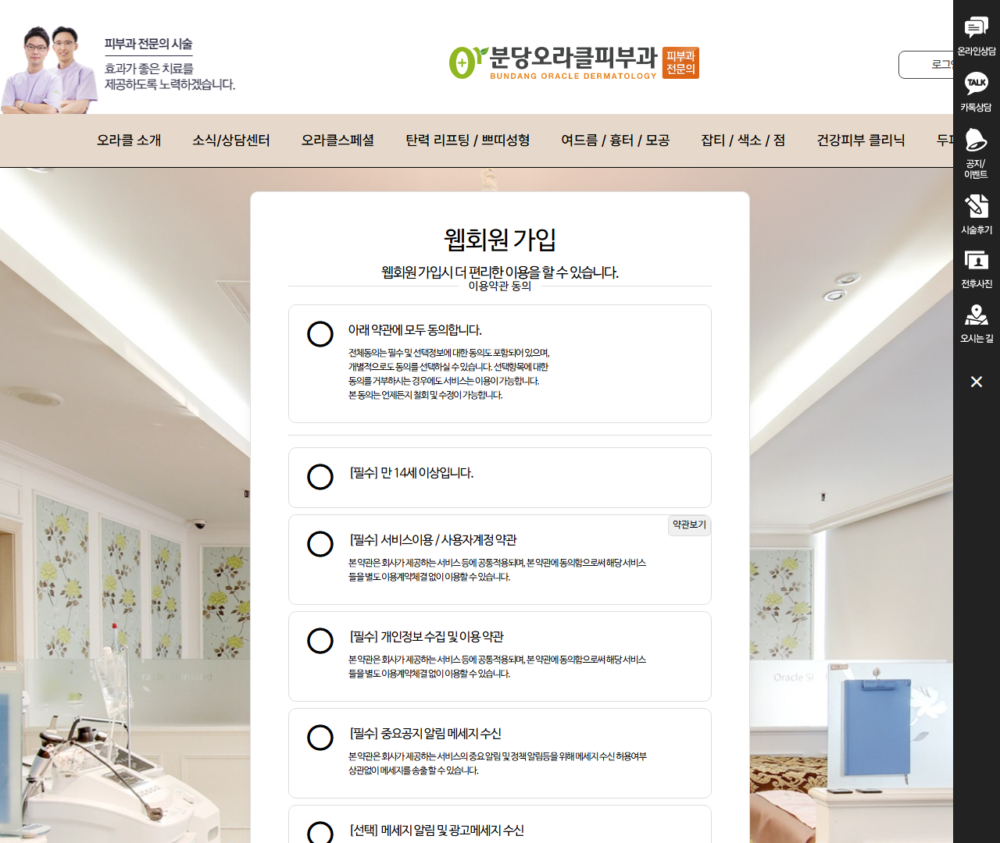 피부과 전문의 시술
효과가 좋은 치료를
제공하도록 노력하겠습니다.
분당오라클피부과
BUNDANG ORACLE DERMATOLOGY
피부과
전문의
온라인상담
TALK
카톡상담
공지/
이벤트
시술후기
전후사진
오시는 길
×
오라클 소개
소식/상담센터
오라클스페셜
탄력 리프팅 / 쁘띠성형
여드름 / 흉터 / 모공
잡티 / 색소 / 점
건강피부 클리닉
웹회원 가입
웹회원 가입시 더 편리한 이용을 할 수 있습니다.
이용약관 동의
아래 약관에 모두 동의합니다.
전체동의는 필수 및 선택정보에 대한 동의도 포함되어 있으며,
개별적으로도 동의를 선택하실 수 있습니다. 선택항목에 대한
동의를 거부하시는 경우에도 서비스는 이용이 가능합니다.
본 동의는 언제든지 철회 및 수정이 가능합니다.
[필수] 만 14세 이상입니다.
약관보기
[필수] 서비스이용 / 사용자계정 약관
본 약관은 회사가 제공하는 서비스 등에 공통적용되며, 본 약관에 동의함으로써 해당 서비스
들을 별도 이용계약체결 없이 이용할 수 있습니다.
[필수] 개인정보 수집 및 이용 약관
본 약관은 회사가 제공하는 서비스 등에 공통적용되며, 본 약관에 동의함으로써 해당 서비스
들을 별도 이용계약체결 없이 이용할 수 있습니다.
[필수] 중요공지 알림 메세지 수신
본 약관은 회사가 제공하는 서비스의 중요 알림 및 정책 알림등을 위해 메세지 수신 허용여부
상관없이 메세지를 송출 할 수 있습니다.
[선택] 메세지 알림 및 광고메세지 수신